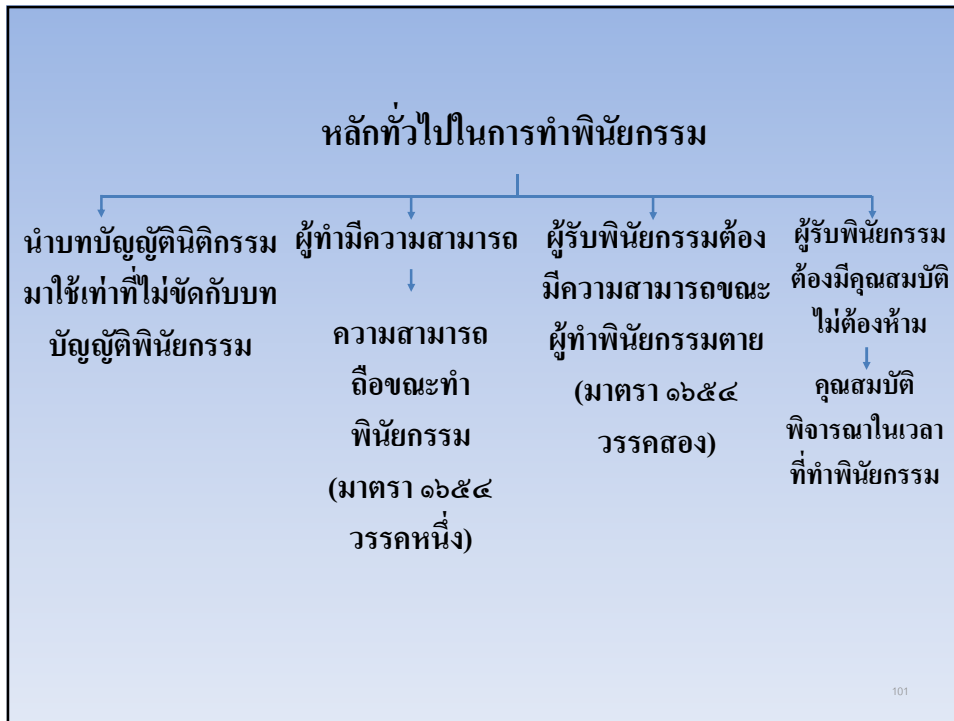 หลักทั่วไปในการทำพินัยกรรม
นำบทบัญญัตินิติกรรม
มาใช้เท่าที่ไม่ขัดกับบท
บัญญัติพินัยกรรม
ผู้ทำมีความสามารถ
ความสามารถ
ถือขณะทำ
พินัยกรรม
(มาตรา ๑๖๕๔
วรรคหนึ่ง)
ผู้รับพินัยกรรมต้อง
มีความสามารถขณะ
ผู้ทำพินัยกรรมตาย
(มาตรา ๑๖๕๔
วรรคสอง)
ผู้รับพินัยกรรม
ต้องมีคุณสมบัติ
ไม่ต้องห้าม
คุณสมบัติ
พิจารณาในเวลา
ที่ทำพินัยกรรม
101